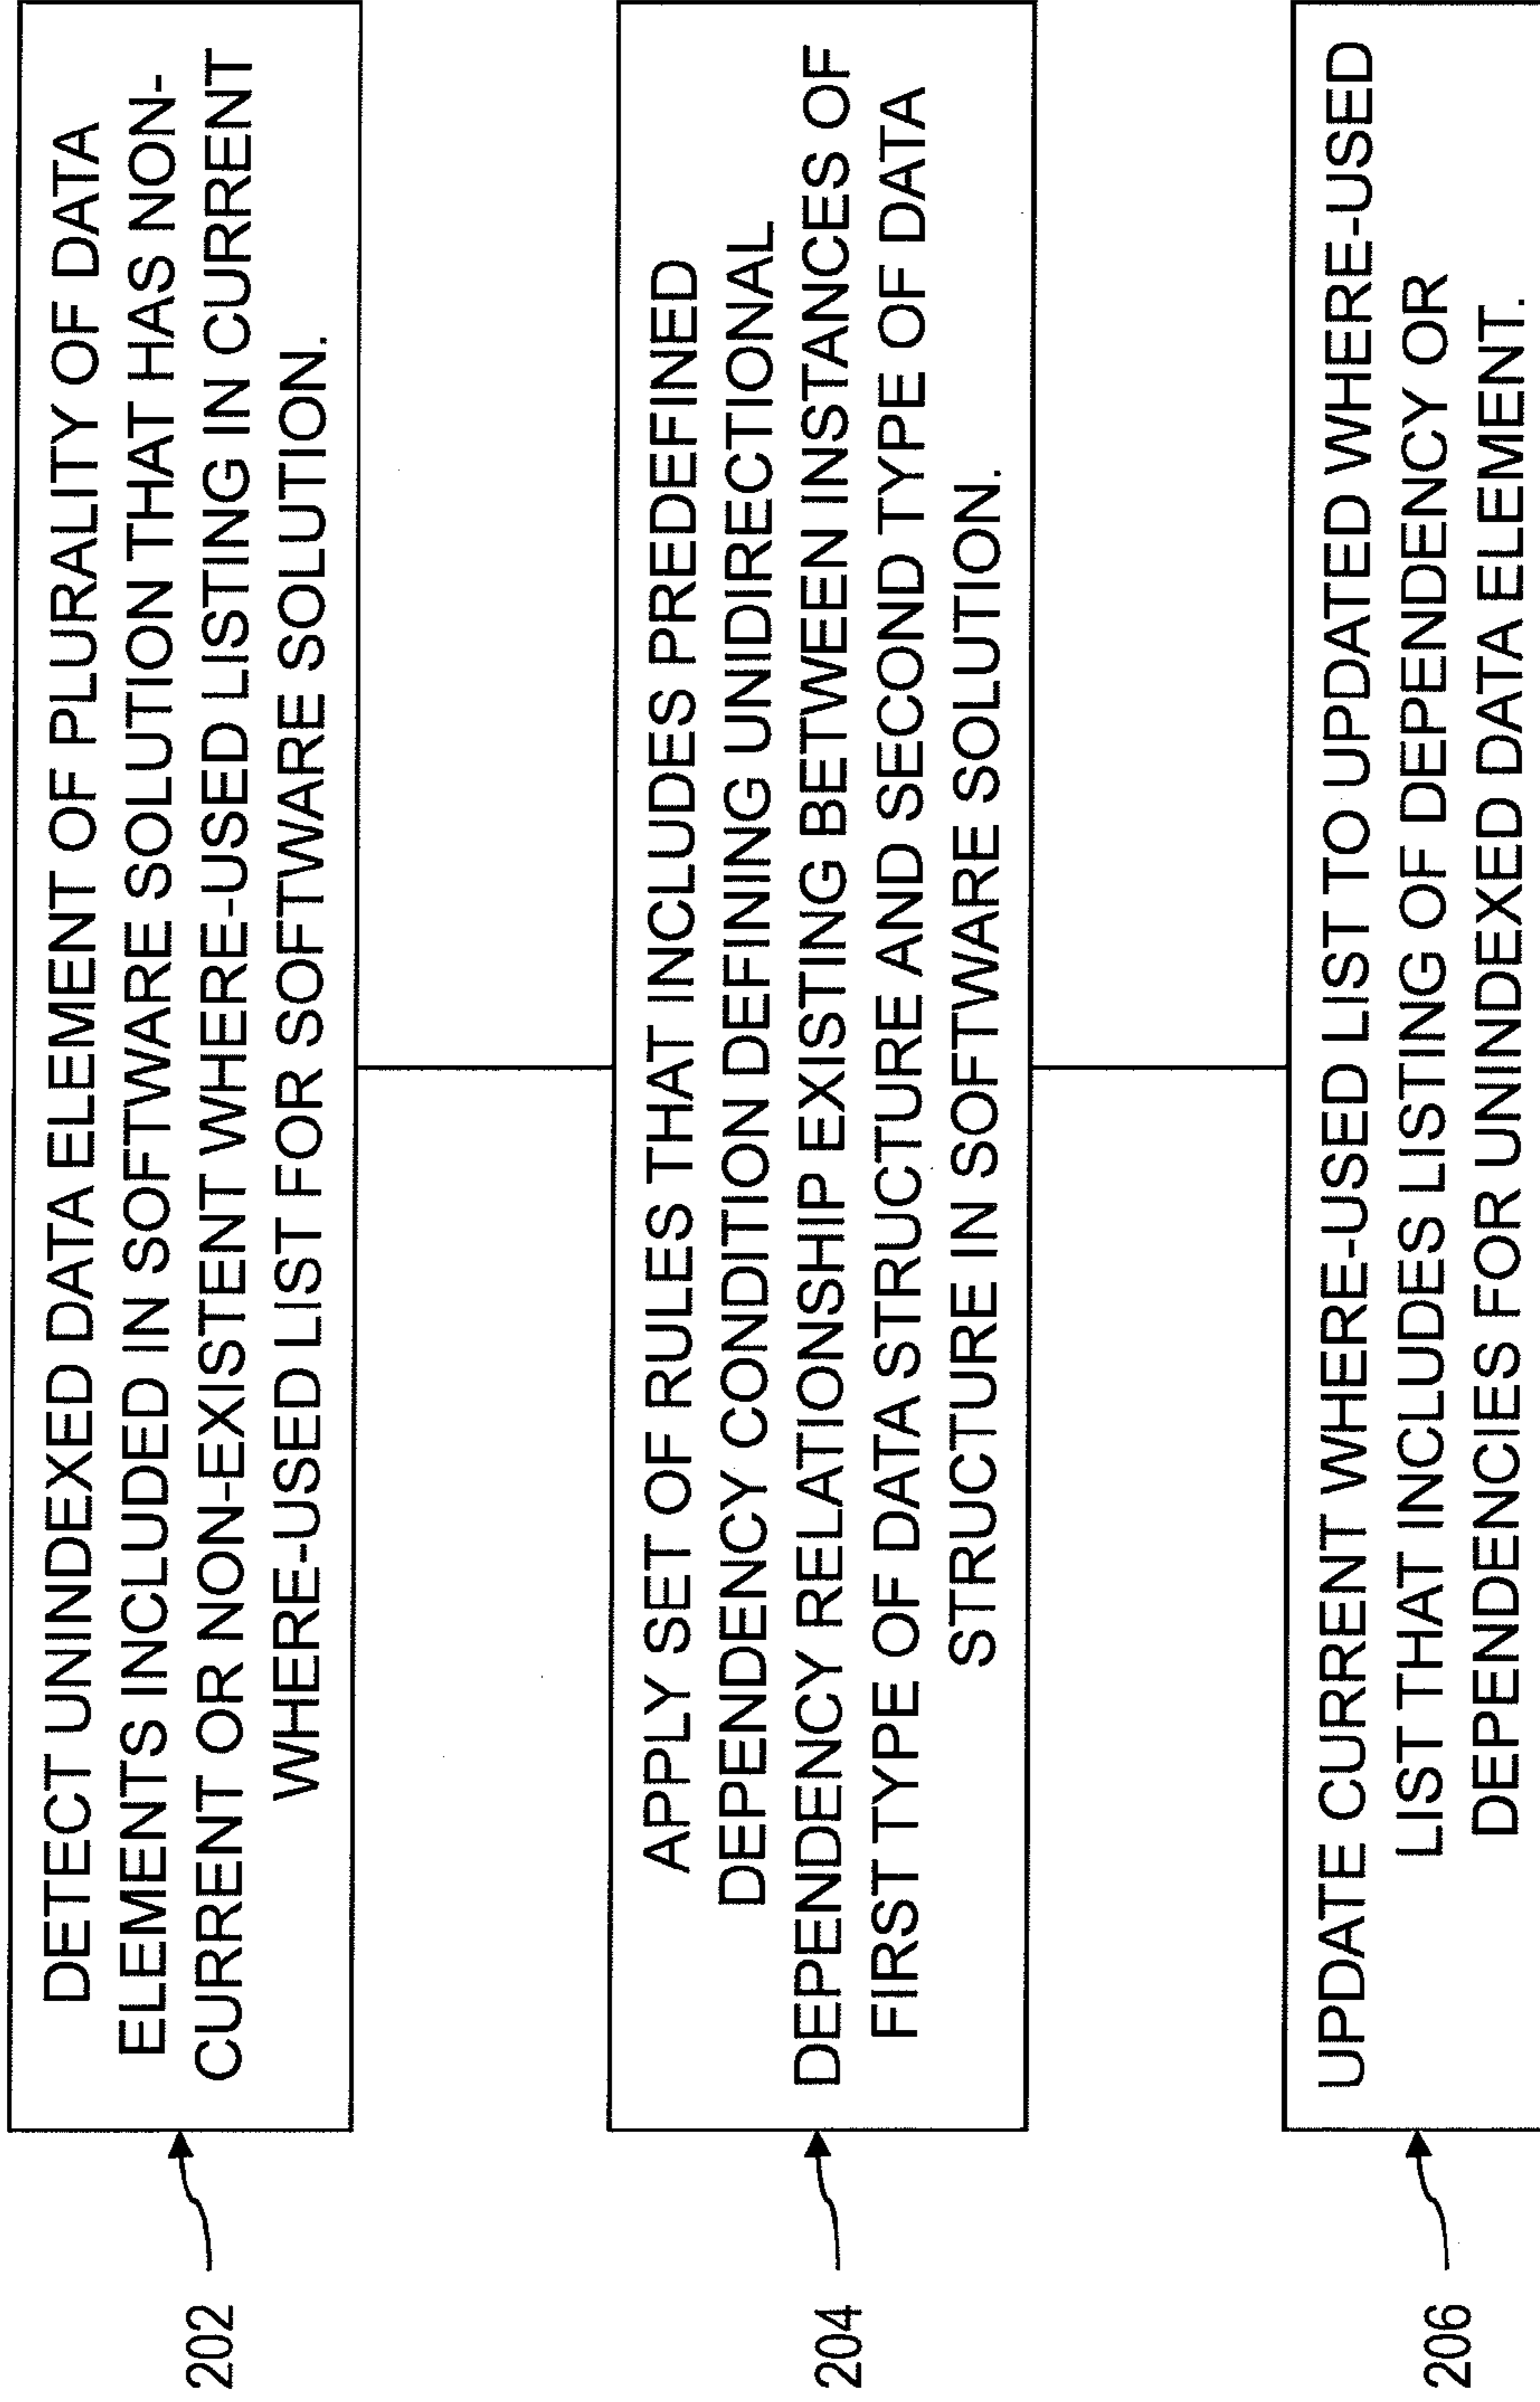 202
DETECT UNINDEXED DATA ELEMENT OF PLURALITY OF DATA
ELEMENTS INCLUDED IN SOFTWARE SOLUTION THAT HAS NON-
CURRENT OR NON-EXISTENT WHERE-USED LISTING IN CURRENT
WHERE-USED LIST FOR SOFTWARE SOLUTION.
204
APPLY SET OF RULES THAT INCLUDES PREDEFINED
DEPENDENCY CONDITION DEFINING UNIDIRECTIONAL
DEPENDENCY RELATIONSHIP EXISTING BETWEEN INSTANCES OF
FIRST TYPE OF DATA STRUCTURE AND SECOND TYPE OF DATA
STRUCTURE IN SOFTWARE SOLUTION.
206
UPDATE CURRENT WHERE-USED LIST TO UPDATED WHERE-USED
LIST THAT INCLUDES LISTING OF DEPENDENCY OR
DEPENDENCIES FOR UNINDEXED DATA ELEMENT.